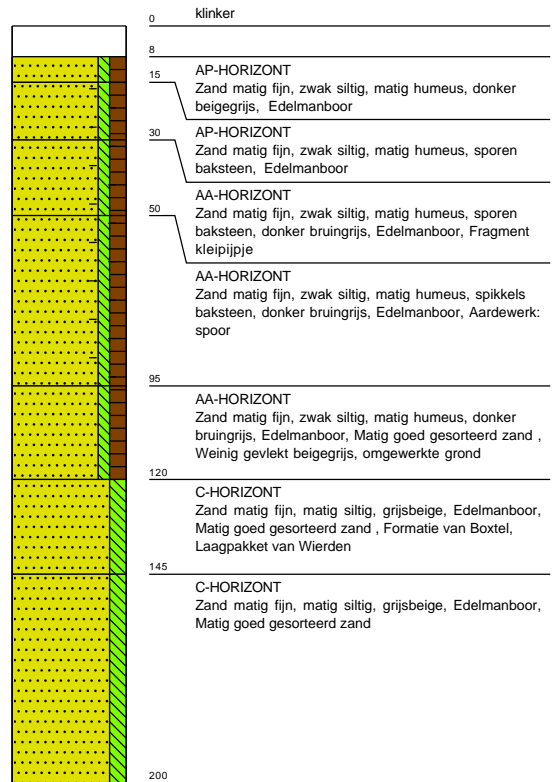 0
klinker
8
AP-HORIZONT
15
Zand matig fijn, zwak siltig, matig humeus, donker
beigegrijs, Edelmanboor
30
AP-HORIZONT
Zand matig fijn, zwak siltig, matig humeus, sporen
baksteen, Edelmanboor
AA-HORIZONT
50
Zand matig fijn, zwak siltig, matig humeus, sporen
baksteen, donker bruingrijs, Edelmanboor, Fragment
kleipijpje
AA-HORIZONT
Zand matig fijn, zwak siltig, matig humeus, spikkels
baksteen, donker bruingrijs, Edelmanboor, Aardewerk:
spoor
95
AA-HORIZONT
Zand matig fijn, zwak siltig, matig humeus, donker
bruingrijs, Edelmanboor, Matig goed gesorteerd zand ,
Weinig gevlekt beigegrijs, omgewerkte grond
120
C-HORIZONT
Zand matig fijn, matig siltig, grijsbeige, Edelmanboor,
Matig goed gesorteerd zand , Formatie van Boxtel,
Laagpakket van Wierden
145
C-HORIZONT
Zand matig fijn, matig siltig, grijsbeige, Edelmanboor,
Matig goed gesorteerd zand
200